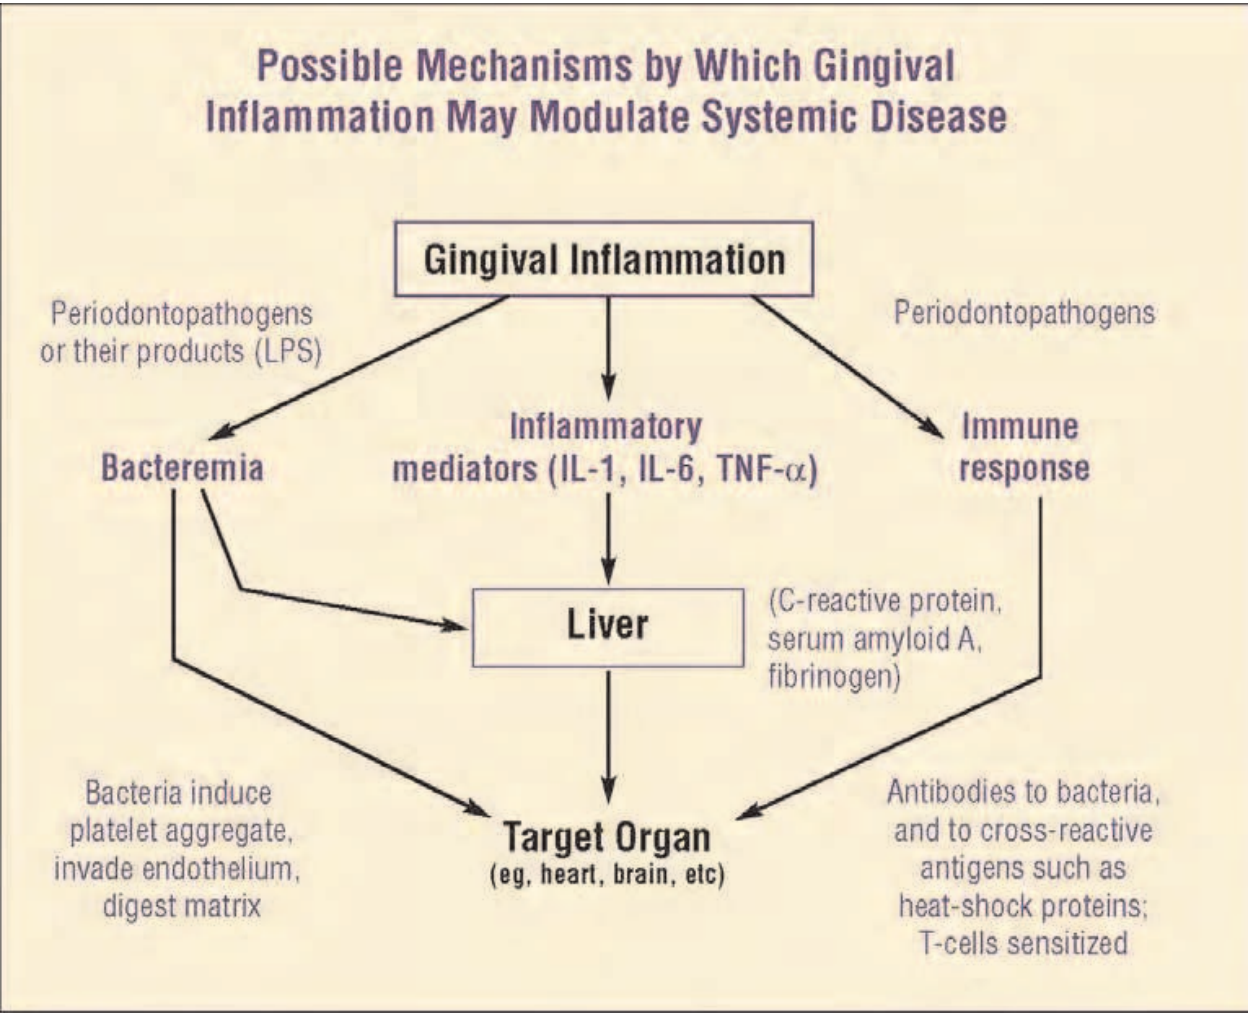 Possible Mechanisms by Which Gingival
Inflammation May Modulate Systemic Disease
Gingival Inflammation
Periodontopathogens
or their products (LPS)
Periodontopathogens
Bacteremia
Inflammatory
mediators (IL-1, IL-6, TNF-α)
Immune
response
Liver
(C-reactive protein,
serum amyloid A,
fibrinogen)
Bacteria induce
platelet aggregate,
invade endothelium,
digest matrix
Target Organ
(eg, heart, brain, etc)
Antibodies to bacteria,
and to cross-reactive
antigens such as
heat-shock proteins;
T-cells sensitized